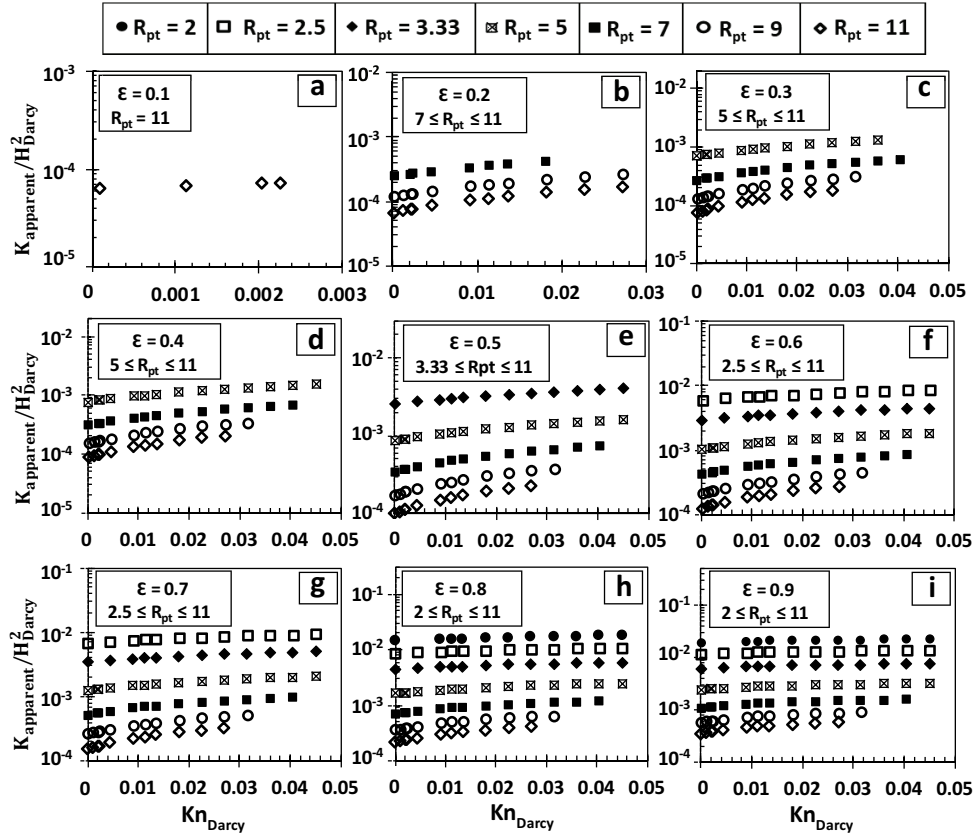 R_pt = 2 R_pt = 2.5 R_pt = 3.33 R_pt = 5 R_pt = 7 R_pt = 9 R_pt = 11
K_apparent/H²_Darcy
10⁻³
10⁻⁴
10⁻⁵
ε = 0.1
R_pt = 11
a
0 0.001 0.002 0.003
10⁻²
10⁻³
10⁻⁴
10⁻⁵
ε = 0.2
7 ≤ R_pt ≤ 11
b
0 0.01 0.02 0.03
10⁻²
10⁻³
10⁻⁴
10⁻⁵
ε = 0.3
5 ≤ R_pt ≤ 11
c
0 0.01 0.02 0.03 0.04 0.05
K_apparent/H²_Darcy
10⁻²
10⁻³
10⁻⁴
10⁻⁵
ε = 0.4
5 ≤ R_pt ≤ 11
d
0 0.01 0.02 0.03 0.04 0.05
10⁻²
10⁻³
10⁻⁴
ε = 0.5
3.33 ≤ Rpt ≤ 11
e
0 0.01 0.02 0.03 0.04 0.05
10⁻¹
10⁻²
10⁻³
10⁻⁴
ε = 0.6
2.5 ≤ R_pt ≤ 11
f
0 0.01 0.02 0.03 0.04 0.05
K_apparent/H²_Darcy
10⁻¹
10⁻²
10⁻³
10⁻⁴
ε = 0.7
2.5 ≤ R_pt ≤ 11
g
0 0.01 0.02 0.03 0.04 0.05
Kn_Darcy
10⁻¹
10⁻²
10⁻³
10⁻⁴
ε = 0.8
2 ≤ R_pt ≤ 11
h
0 0.01 0.02 0.03 0.04 0.05
Kn_Darcy
10⁻¹
10⁻²
10⁻³
10⁻⁴
ε = 0.9
2 ≤ R_pt ≤ 11
i
0 0.01 0.02 0.03 0.04 0.05
Kn_Darcy